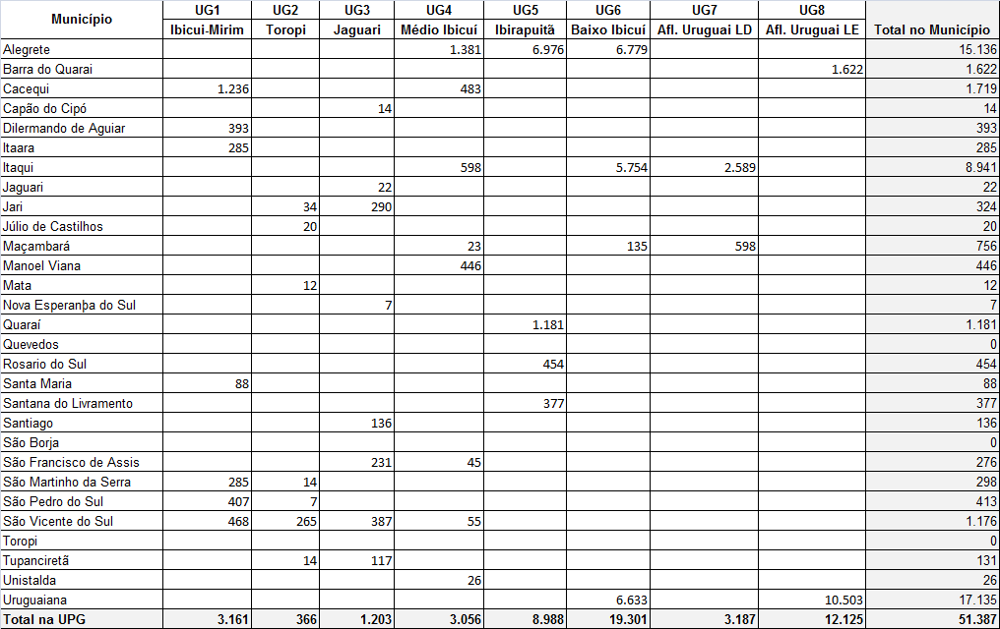 Município UG1 UG2 UG3 UG4 UG5 UG6 UG7 UG8 Total no Município
Ibicui-Mirim Toropi Jaguari Médio Ibicuí Ibirapuitã Baixo Ibicuí Afl. Uruguai LD Afl. Uruguai LE
Alegrete 1.381 6.976 6.779 15.136
Barra do Quarai 1.622 1.622
Cacequi 1.236 483 1.719
Capão do Cipó 14 14
Dilermando de Aguiar 393 393
Itaara 285 285
Itaqui 598 5.754 2.589 8.941
Jaguari 22 22
Jari 34 290 324
Júlio de Castilhos 20 20
Maçambará 23 135 598 756
Manoel Viana 446 446
Mata 12 12
Nova Esperanþa do Sul 7 7
Quaraí 1.181 1.181
Quevedos 0
Rosario do Sul 454 454
Santa Maria 88 88
Santana do Livramento 377 377
Santiago 136 136
São Borja 0
São Francisco de Assis 231 45 276
São Martinho da Serra 285 14 298
São Pedro do Sul 407 7 413
São Vicente do Sul 468 265 387 55 1.176
Toropi 0
Tupanciretã 14 117 131
Unistalda 26 26
Uruguaiana 6.633 10.503 17.135
Total na UPG 3.161 366 1.203 3.056 8.988 19.301 3.187 12.125 51.387